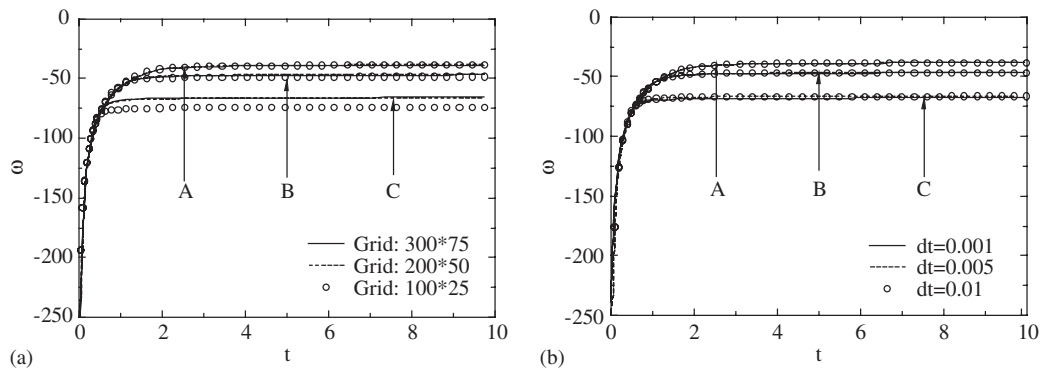 0
-50
-100
-150
-200
-250
ω
A
B
C
Grid: 300*75
Grid: 200*50
Grid: 100*25
0 2 4 6 8 10
t
(a)
0
-50
-100
-150
-200
-250
ω
A
B
C
dt=0.001
dt=0.005
dt=0.01
0 2 4 6 8 10
t
(b)